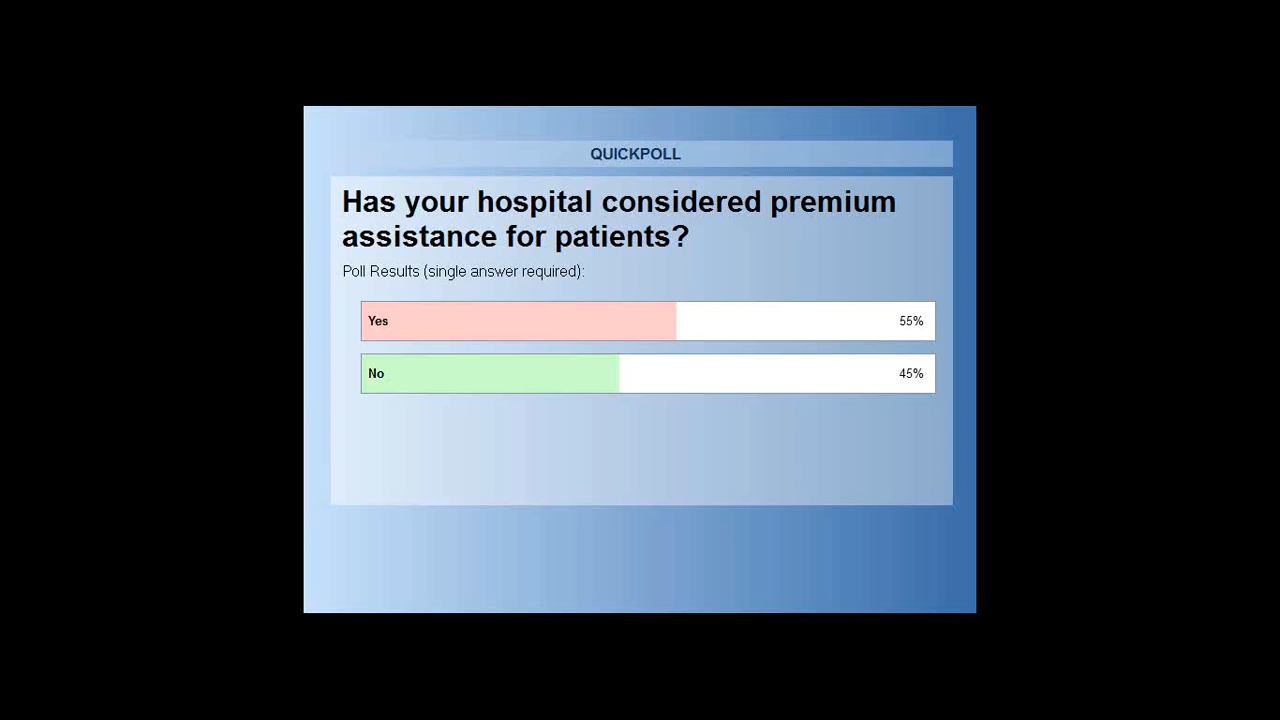 QUICKPOLL
Has your hospital considered premium
assistance for patients?
Poll Results (single answer required):
Yes 55%
No 45%